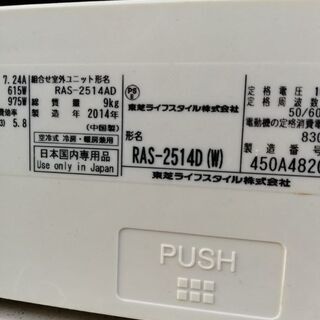 7.24A
615W
975W
3) 5.8
組合せ室外ユニット形名
RAS-2514AD
総質量 9kg
製造年 2014年
(中国製)
空冷式 冷房・暖房兼用
日本国内専用品
Use only in Japan
PS E
東芝ライフスタイル株式会社
形名
RAS-2514D(W)
東芝ライフスタイル株式会社
定格電圧 1
定格周波数
50/60
電動機の定格消費電
830
製造番号
450A4820
PUSH